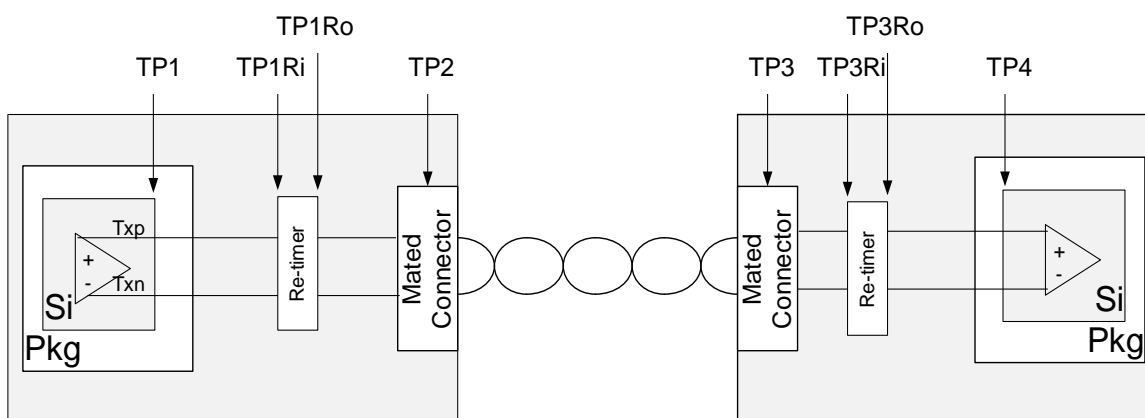 TP1Ro
TP3Ro
TP1
TP1Ri
TP2
TP3
TP3Ri
TP4
Txp
+
-
Txn
Si
Pkg
Re-timer
Mated
Connector
Mated
Connector
Re-timer
+
-
Si
Pkg